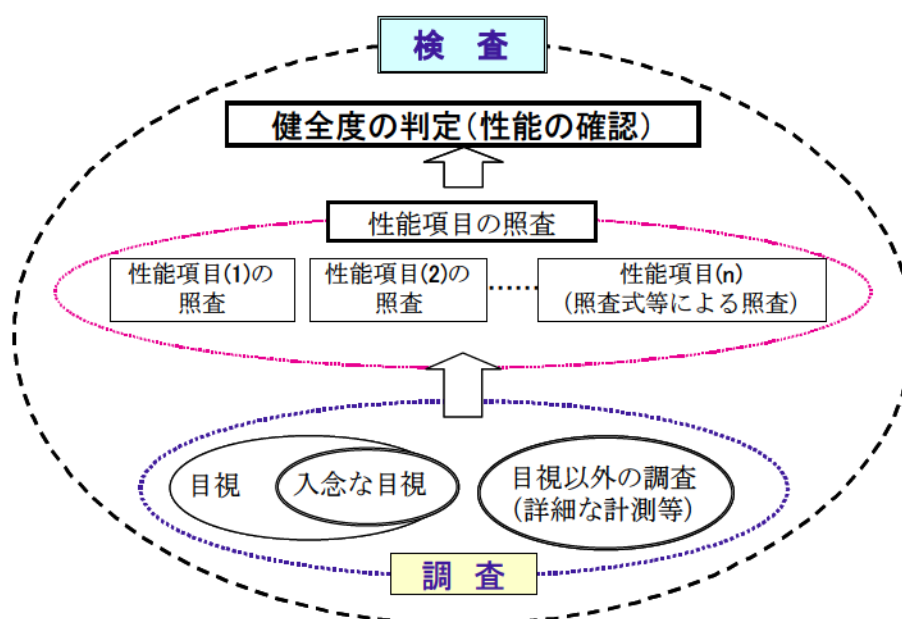 検 査
健全度の判定(性能の確認)
性能項目の照査
性能項目(1)の
照査
性能項目(2)の
照査
……
性能項目(n)
(照査式等による照査)
目視
入念な目視
目視以外の調査
(詳細な計測等)
調 査